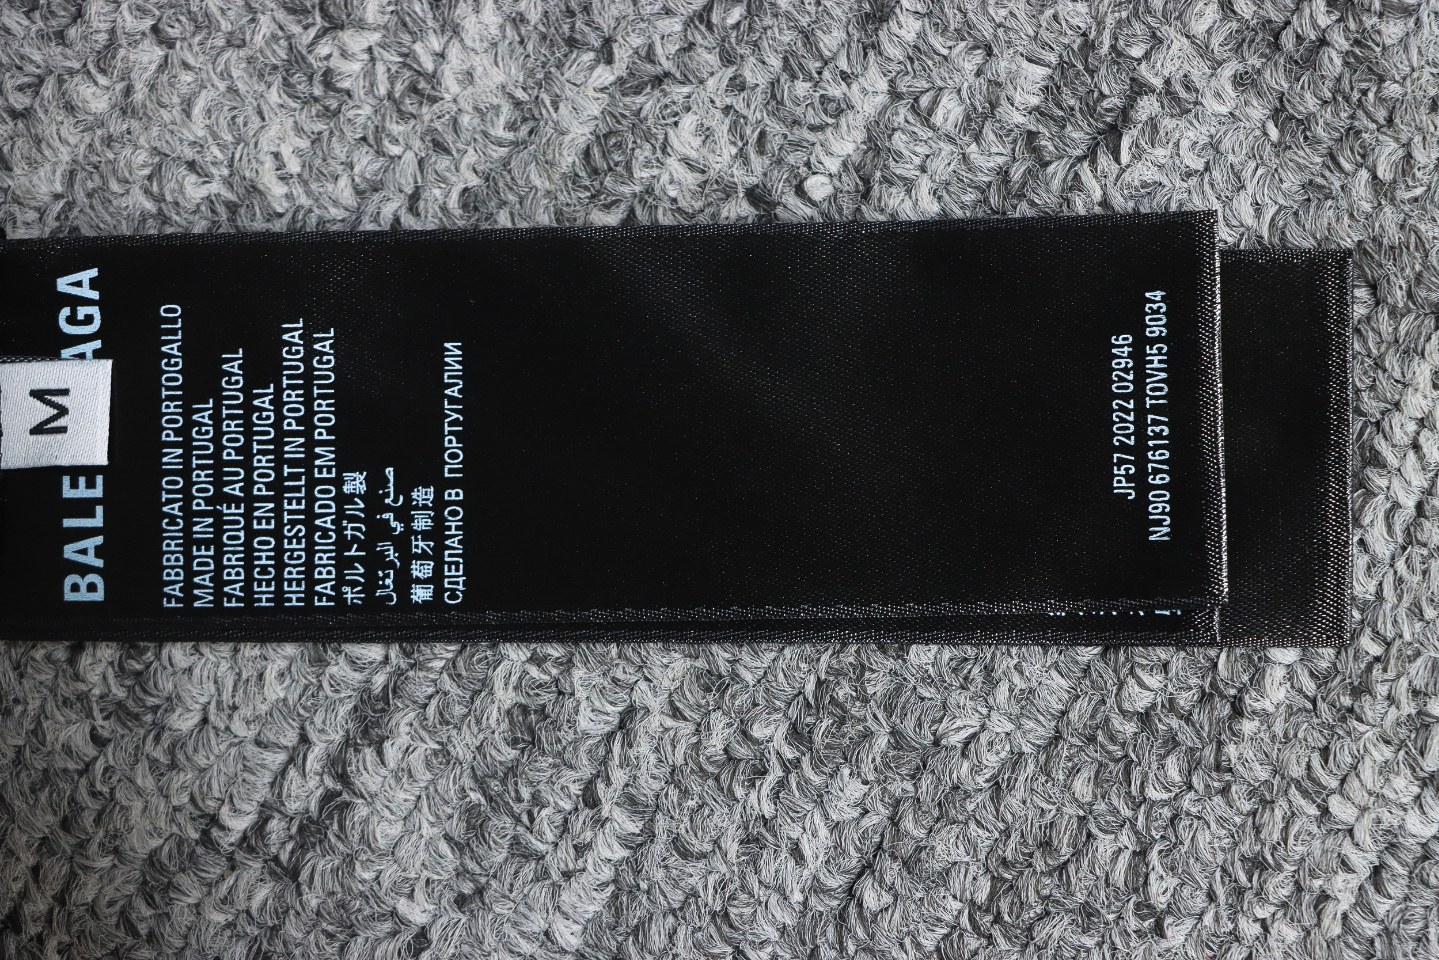 BALE AGA
M
FABBRICATO IN PORTOGALLO
MADE IN PORTUGAL
FABRIQUÉ AU PORTUGAL
HECHO EN PORTUGAL
HERGESTELLT IN PORTUGAL
FABRICADO EM PORTUGAL
ポルトガル製
صنع في البرتغال
葡萄牙制造
СДЕЛАНО В ПОРТУГАЛИИ
JP57 2022 02946
NJ90 676137 TOVH5 9034